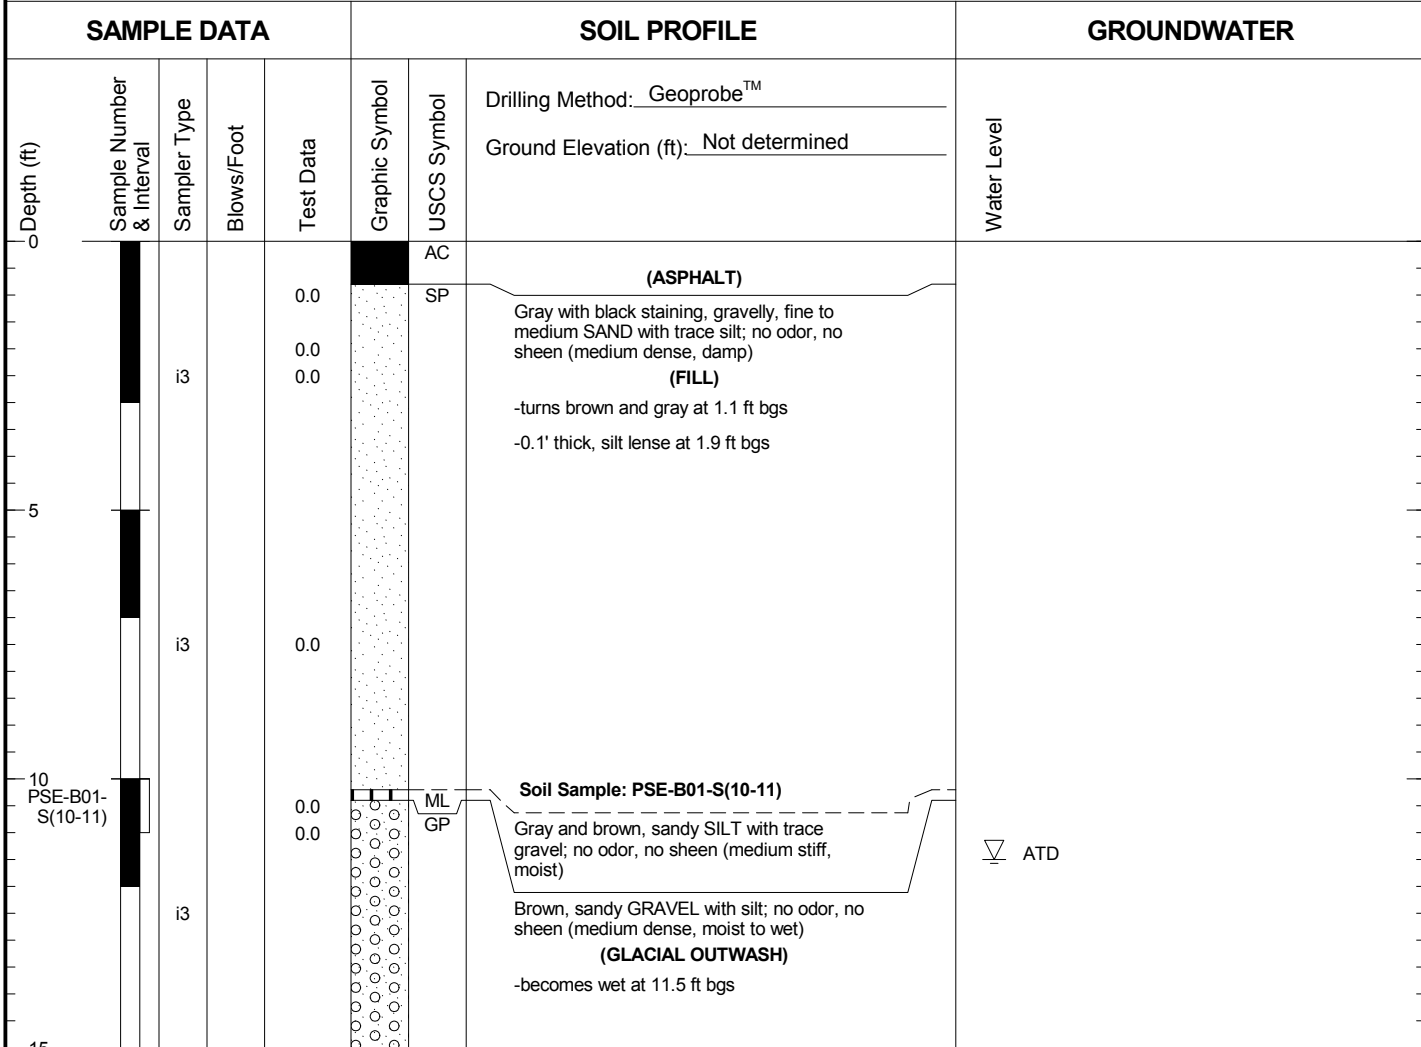 SAMPLE DATA
SOIL PROFILE
GROUNDWATER
Depth (ft)
Sample Number
& Interval
Sampler Type
Blows/Foot
Test Data
Graphic Symbol
USCS Symbol
Drilling Method: Geoprobe™
Ground Elevation (ft): Not determined
Water Level
0
AC
(ASPHALT)
0.0
SP
Gray with black staining, gravelly, fine to
medium SAND with trace silt; no odor, no
sheen (medium dense, damp)
0.0
i3
0.0
(FILL)
-turns brown and gray at 1.1 ft bgs
-0.1' thick, silt lense at 1.9 ft bgs
5
i3
0.0
10
PSE-B01-
S(10-11)
Soil Sample: PSE-B01-S(10-11)
0.0
ML
0.0
GP
Gray and brown, sandy SILT with trace
gravel; no odor, no sheen (medium stiff,
moist)
ATD
i3
Brown, sandy GRAVEL with silt; no odor, no
sheen (medium dense, moist to wet)
(GLACIAL OUTWASH)
-becomes wet at 11.5 ft bgs
15